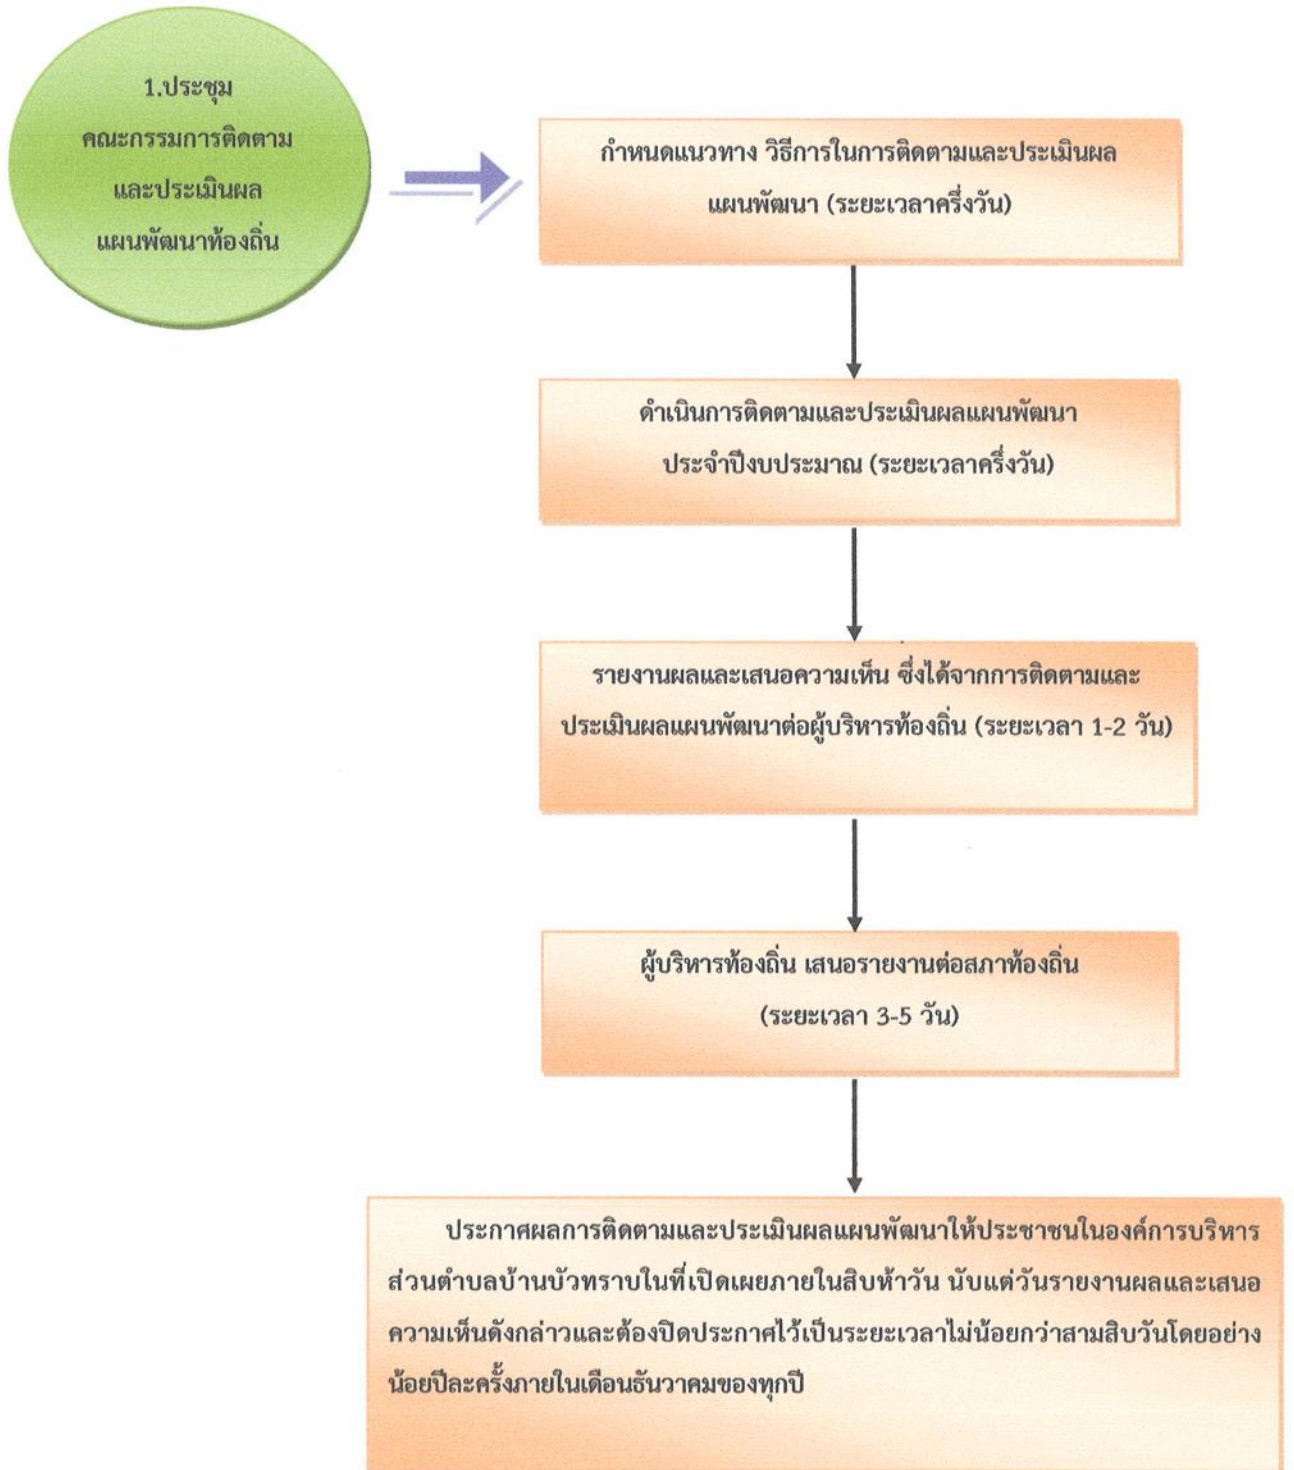 1.ประชุม
คณะกรรมการติดตาม
และประเมินผล
แผนพัฒนาท้องถิ่น
กำหนดแนวทาง วิธีการในการติดตามและประเมินผล
แผนพัฒนา (ระยะเวลาครึ่งวัน)
ดำเนินการติดตามและประเมินผลแผนพัฒนา
ประจำปีงบประมาณ (ระยะเวลาครึ่งวัน)
รายงานผลและเสนอความเห็น ซึ่งได้จากการติดตามและ
ประเมินผลแผนพัฒนาต่อผู้บริหารท้องถิ่น (ระยะเวลา 1-2 วัน)
ผู้บริหารท้องถิ่น เสนอรายงานต่อสภาท้องถิ่น
(ระยะเวลา 3-5 วัน)
ประกาศผลการติดตามและประเมินผลแผนพัฒนาให้ประชาชนในองค์การบริหาร
ส่วนตำบลบ้านบัวทราบในที่เปิดเผยภายในสิบห้าวัน นับแต่วันรายงานผลและเสนอ
ความเห็นดังกล่าวและต้องปิดประกาศไว้เป็นระยะเวลาไม่น้อยกว่าสามสิบวันโดยอย่าง
น้อยปีละครั้งภายในเดือนธันวาคมของทุกปี